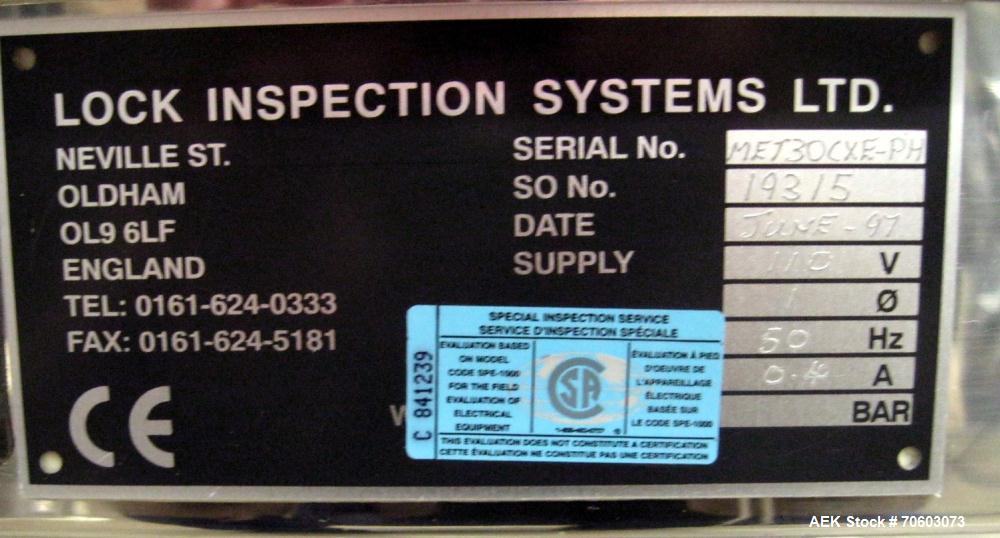 LOCK INSPECTION SYSTEMS LTD.
NEVILLE ST.
OLDHAM
OL9 6LF
ENGLAND
TEL: 0161-624-0333
FAX: 0161-624-5181
CE
SERIAL No. MET30CXE-PH
SO No. 19315
DATE JUNE-97
SUPPLY 110 V
1 Ø
50 Hz
0.4 A
BAR
W
C 841239
SPECIAL INSPECTION SERVICE
SERVICE D'INSPECTION SPÉCIALE
EVALUATION BASED
ON MODEL
CODE SPE-1000
FOR THE FIELD
EVALUATION OF
ELECTRICAL
EQUIPMENT
CSA
ÉVALUATION À PIED
D'OEUVRE DE
L'APPAREILLAGE
ÉLECTRIQUE
BASÉE SUR
LE CODE SPE-1000
THIS EVALUATION DOES NOT CONSTITUTE A CERTIFICATION
CETTE ÉVALUATION NE CONSTITUE PAS UNE CERTIFICATION
AEK Stock # 70603073